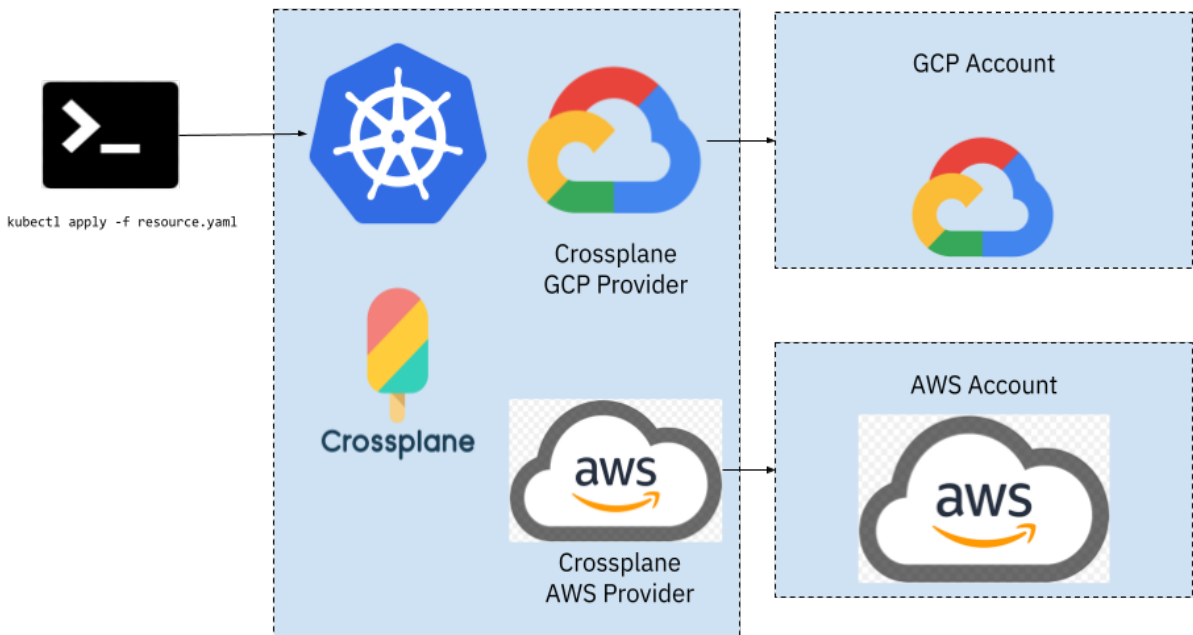 kubectl apply -f resource.yaml
Crossplane
GCP Provider
Crossplane
aws
Crossplane
AWS Provider
GCP Account
AWS Account
aws